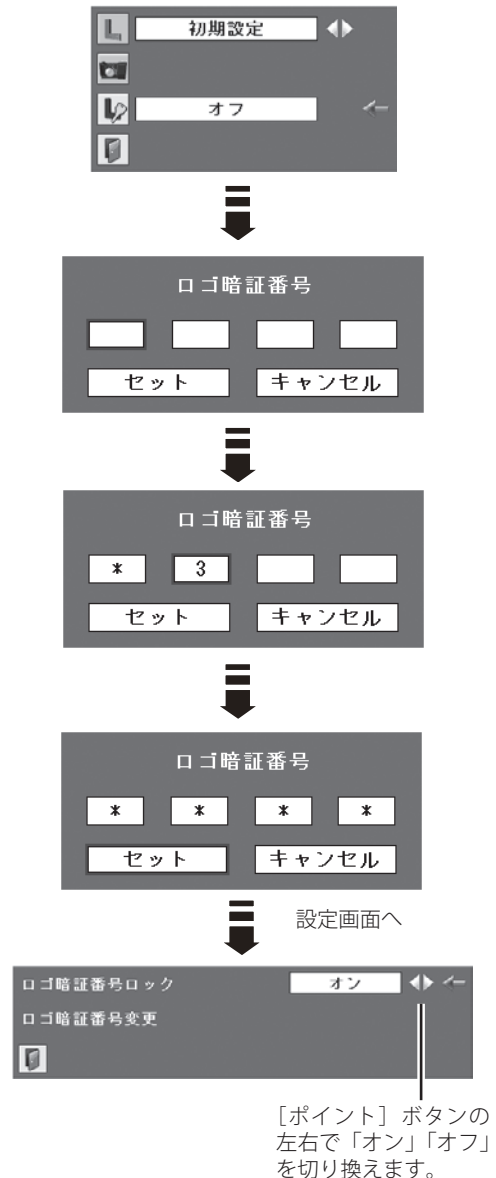 初期設定
オフ
ロゴ暗証番号
セット キャンセル
ロゴ暗証番号
* 3
セット キャンセル
ロゴ暗証番号
* * * *
セット キャンセル
設定画面へ
ロゴ暗証番号ロック オン
ロゴ暗証番号変更
［ポイント］ボタンの
左右で「オン」「オフ」
を切り換えます。